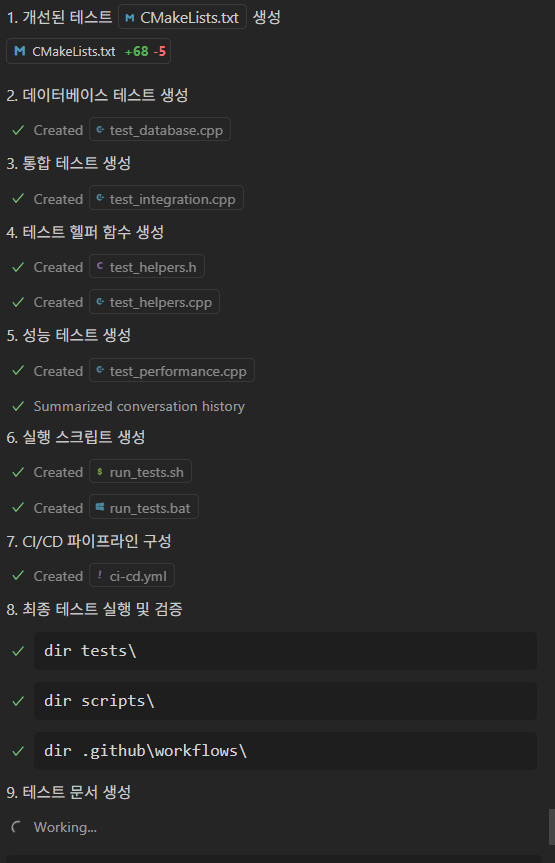 1. 개선된 테스트 CMakeLists.txt 생성
CMakeLists.txt +68 -5
2. 데이터베이스 테스트 생성
Created test_database.cpp
3. 통합 테스트 생성
Created test_integration.cpp
4. 테스트 헬퍼 함수 생성
Created test_helpers.h
Created test_helpers.cpp
5. 성능 테스트 생성
Created test_performance.cpp
Summarized conversation history
6. 실행 스크립트 생성
Created run_tests.sh
Created run_tests.bat
7. CI/CD 파이프라인 구성
Created ci-cd.yml
8. 최종 테스트 실행 및 검증
dir tests\
dir scripts\
dir .github\workflows\
9. 테스트 문서 생성
Working...